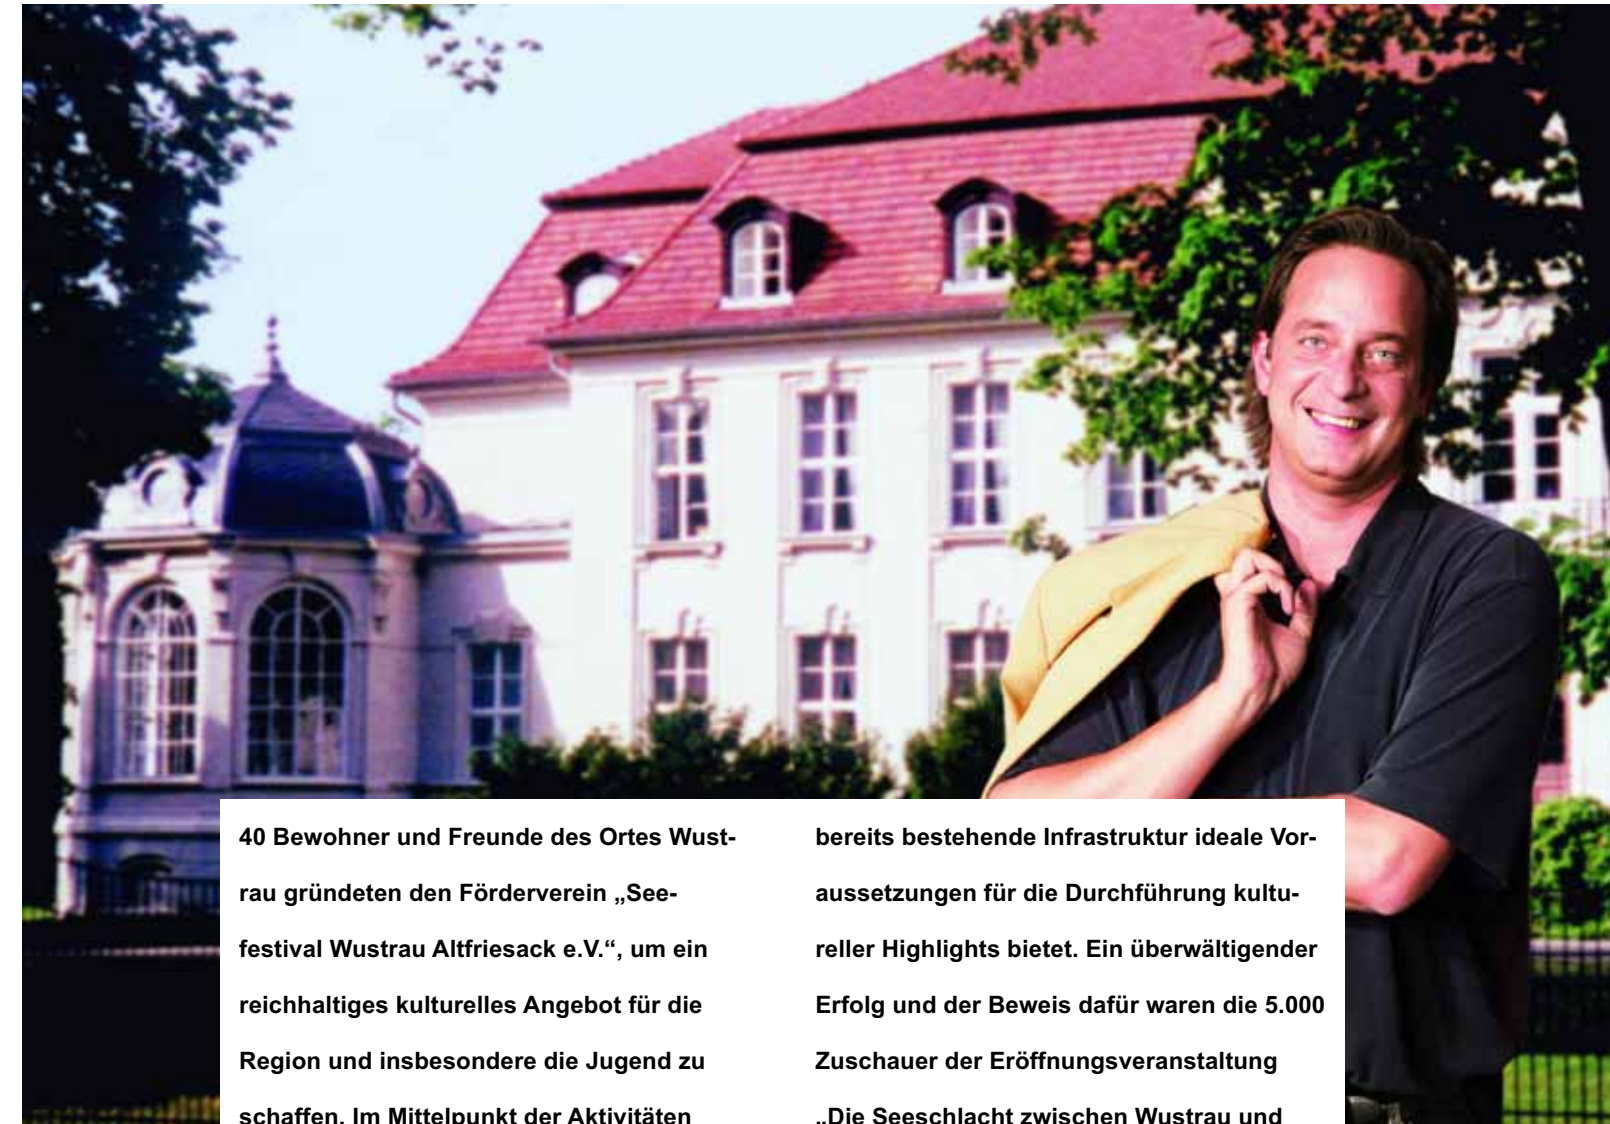 40 Bewohner und Freunde des Ortes Wust-
rau gründeten den Förderverein „See-
festival Wustrau Altfriesack e.V.“, um ein
reichhaltiges kulturelles Angebot für die
Region und insbesondere die Jugend zu
schaffen. Im Mittelpunkt der Aktivitäten
bereits bestehende Infrastruktur ideale Vor-
aussetzungen für die Durchführung kultu-
reller Highlights bietet. Ein überwältigender
Erfolg und der Beweis dafür waren die 5.000
Zuschauer der Eröffnungsveranstaltung
„Die Seeschlacht zwischen Wustrau und